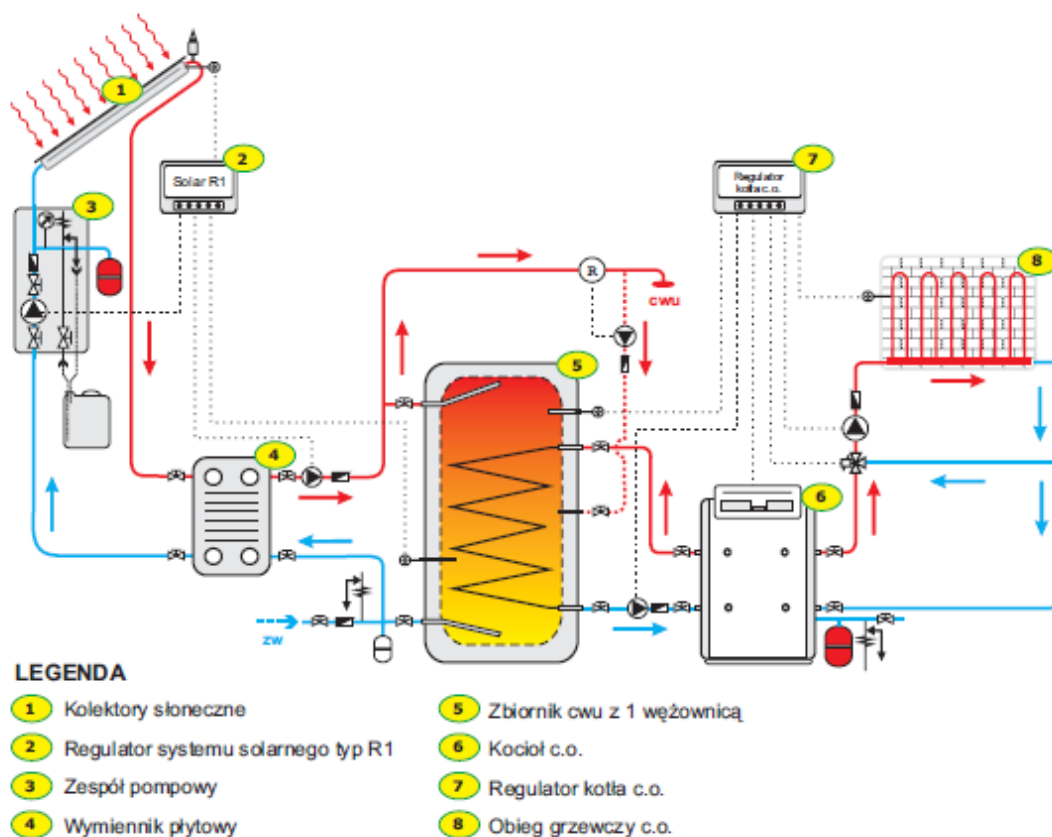 1
2
Solar R1
3
7
Regulator
kotła c.o.
8
R
cwu
5
4
6
zw
LEGENDA
1 Kolektory słoneczne
2 Regulator systemu solarnego typ R1
3 Zespół pompowy
4 Wymiennik płytowy
5 Zbiornik cwu z 1 wężownicą
6 Kocioł c.o.
7 Regulator kotła c.o.
8 Obieg grzewczy c.o.